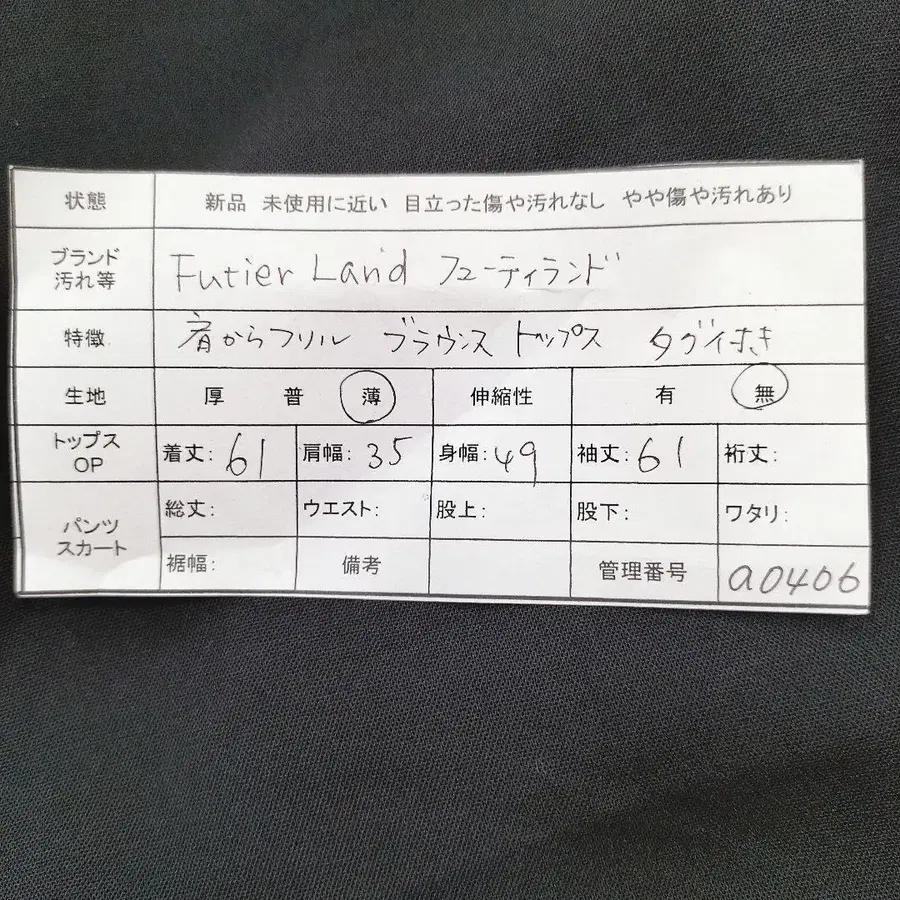 状態 新品 未使用に近い 目立った傷や汚れなし やや傷や汚れあり
ブランド
汚れ等 Futier Land フューティランド
特徴 肩からフリル ブラウンス トップス タグ付き
生地 厚 普 薄 伸縮性 有 無
トップス
OP 着丈: 61 肩幅: 35 身幅: 49 袖丈: 61 裄丈:
パンツ
スカート 総丈: ウエスト: 股上: 股下: ワタリ:
裾幅: 備考 管理番号 a0406